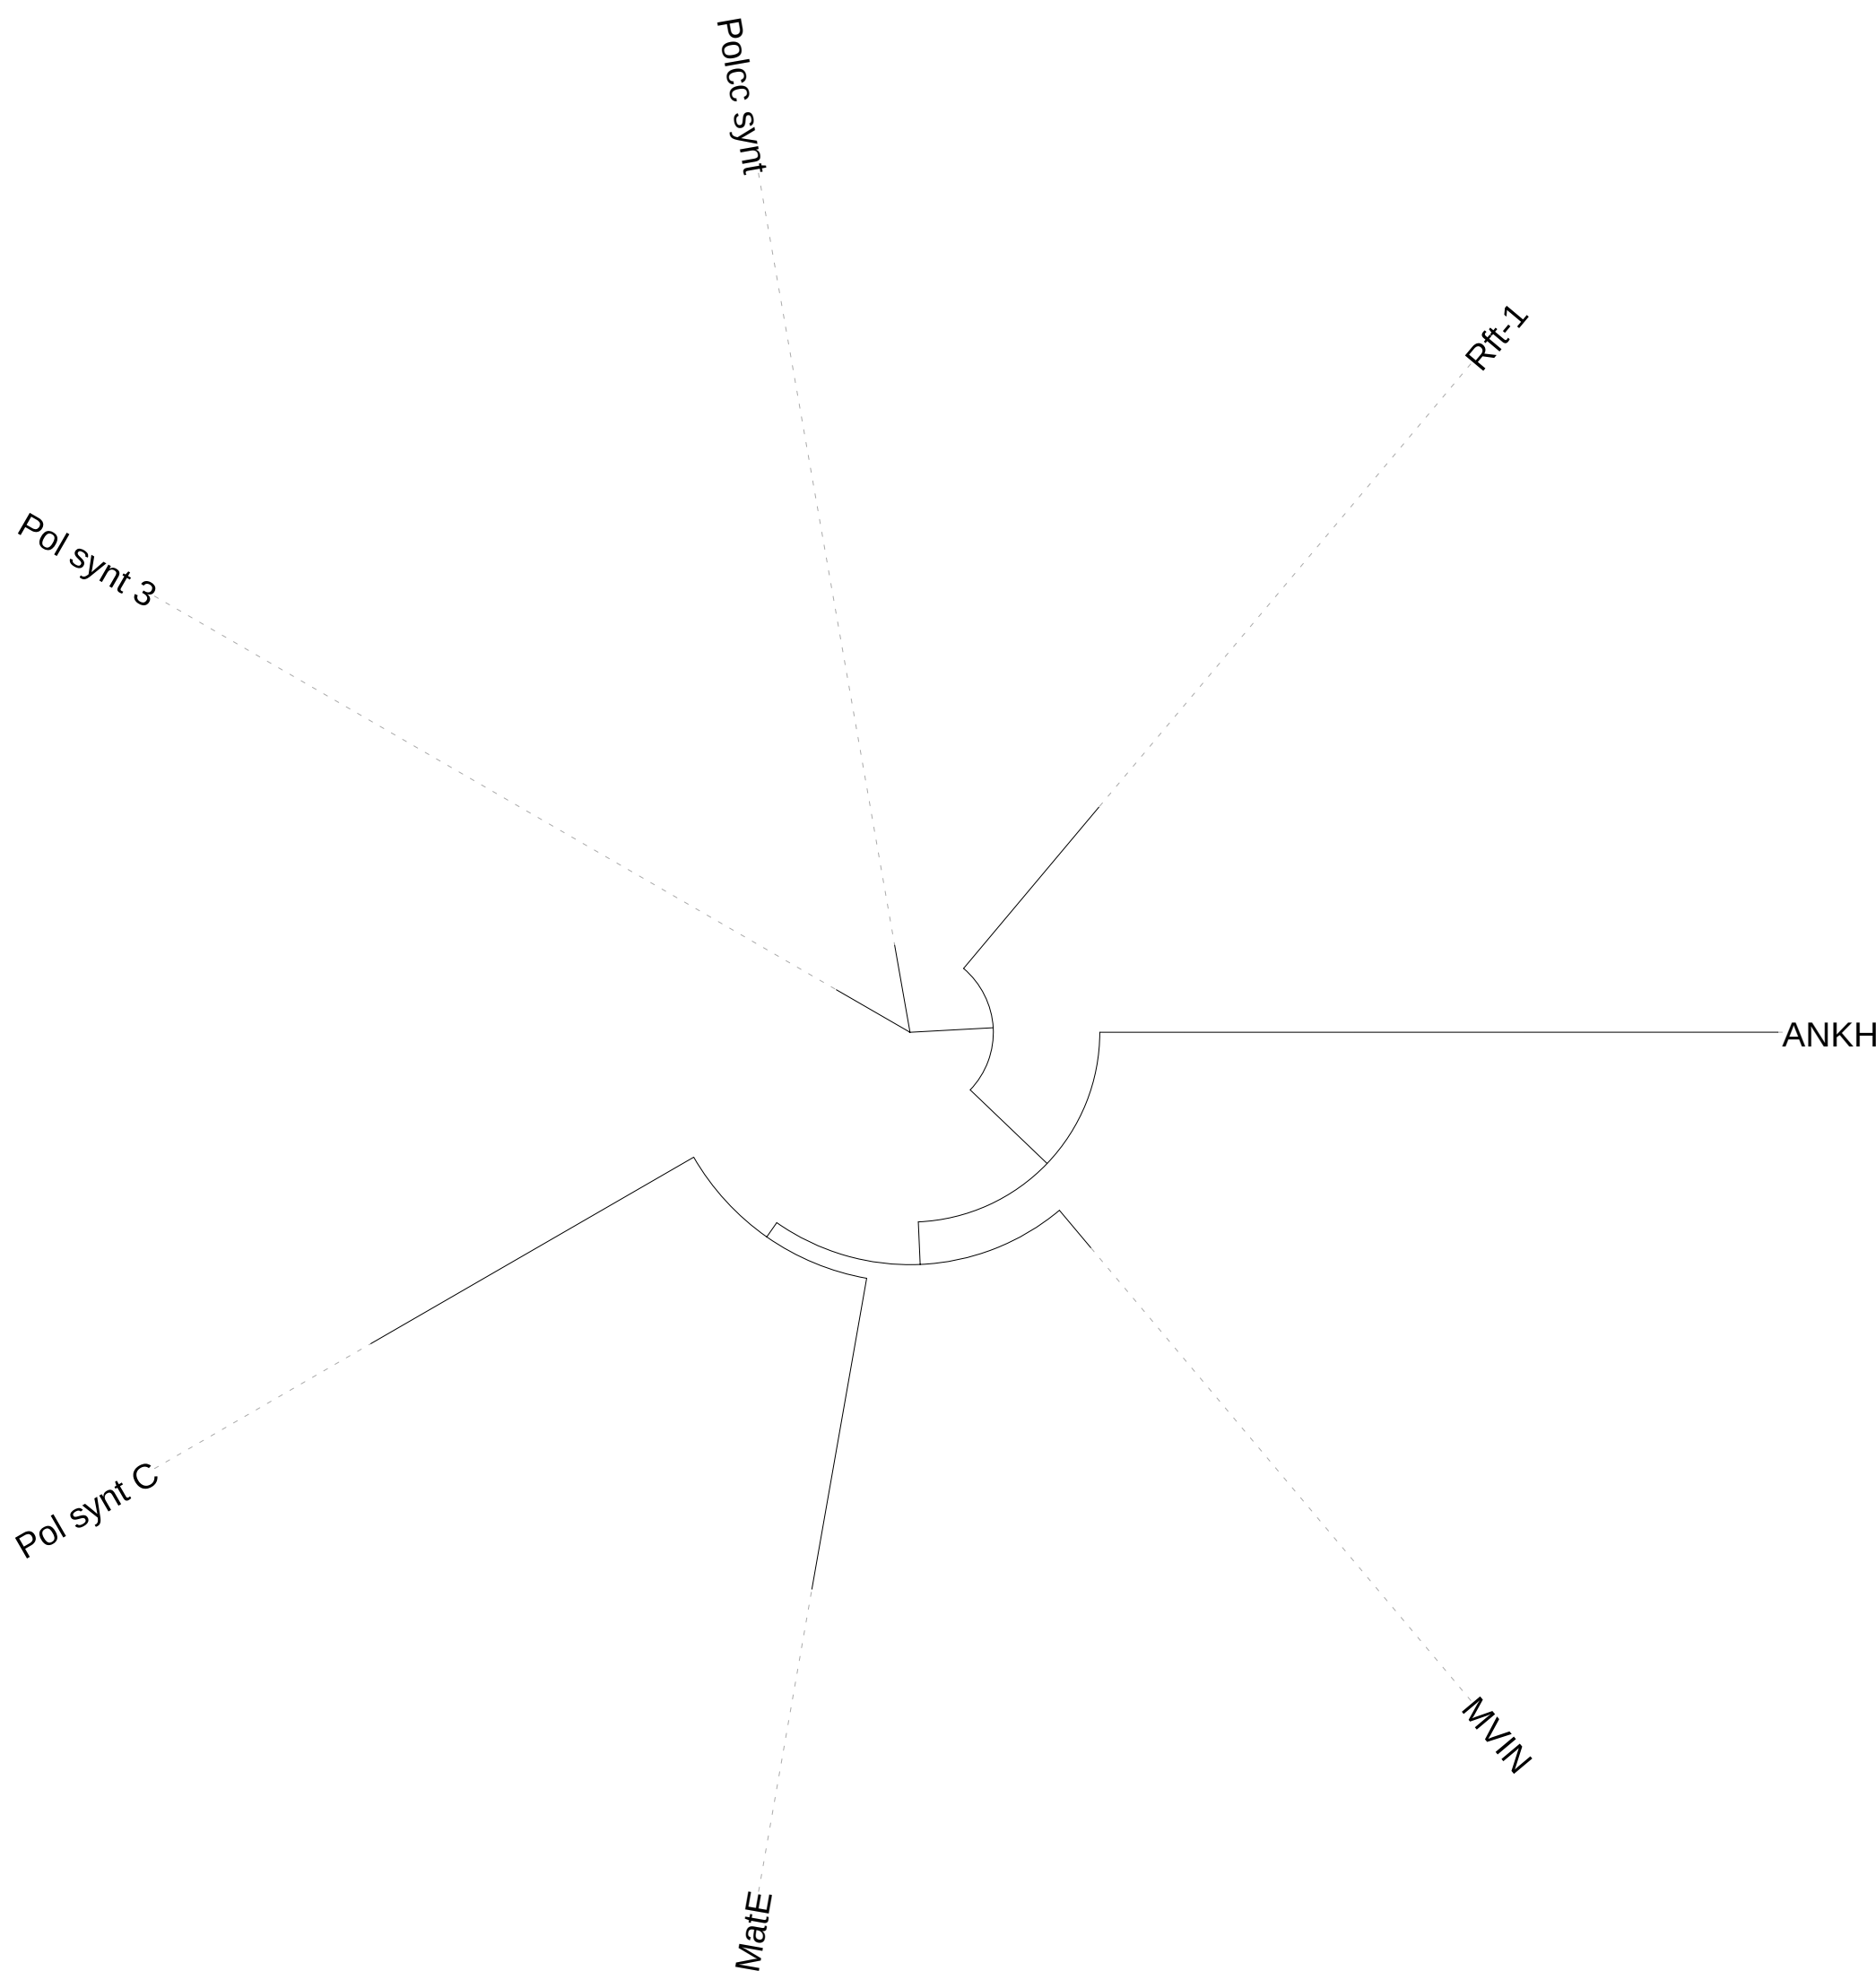 Polcc synt
Rft-1
Pol synt 3
ANKH
Pol synt C
MVIN
MatE